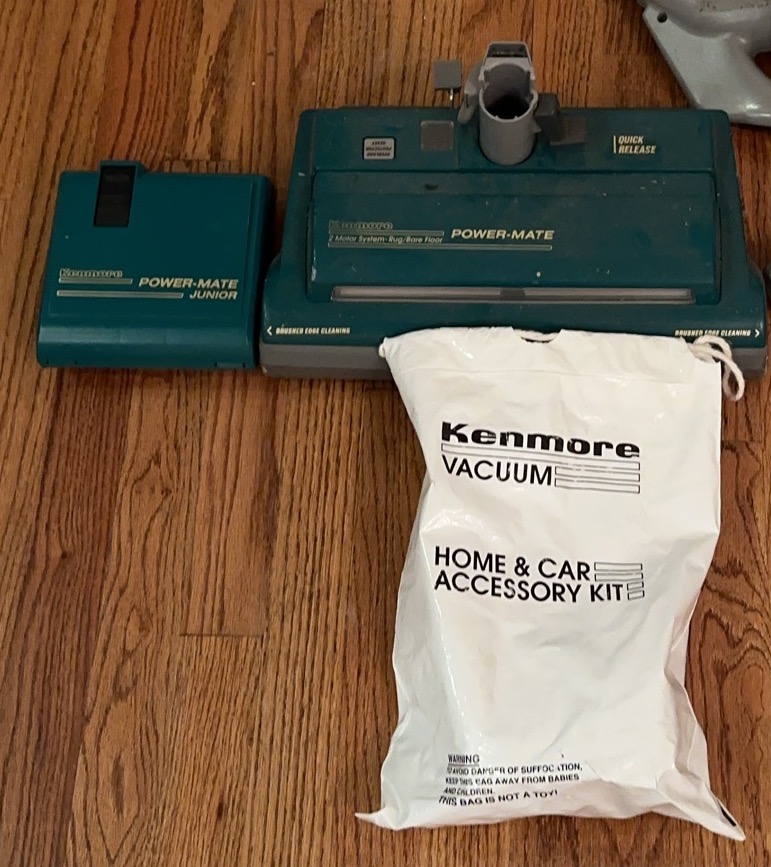 QUICK
RELEASE
Kenmore
2 Motor System-Rug/Bare Floor
POWER-MATE
Kenmore
POWER-MATE
JUNIOR
< BRUSHED EDGE CLEANING
BRUSHED EDGE CLEANING >
Kenmore
VACUUM
HOME & CAR
ACCESSORY KIT
WARNING
TO AVOID DANGER OF SUFFOCATION,
KEEP THIS BAG AWAY FROM BABIES
AND CHILDREN.
THIS BAG IS NOT A TOY!